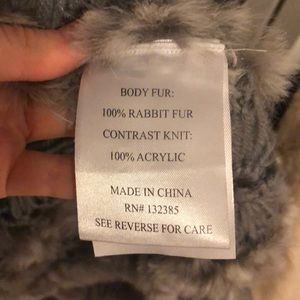 BODY FUR:
100% RABBIT FUR
CONTRAST KNIT:
100% ACRYLIC
MADE IN CHINA
RN# 132385
SEE REVERSE FOR CARE